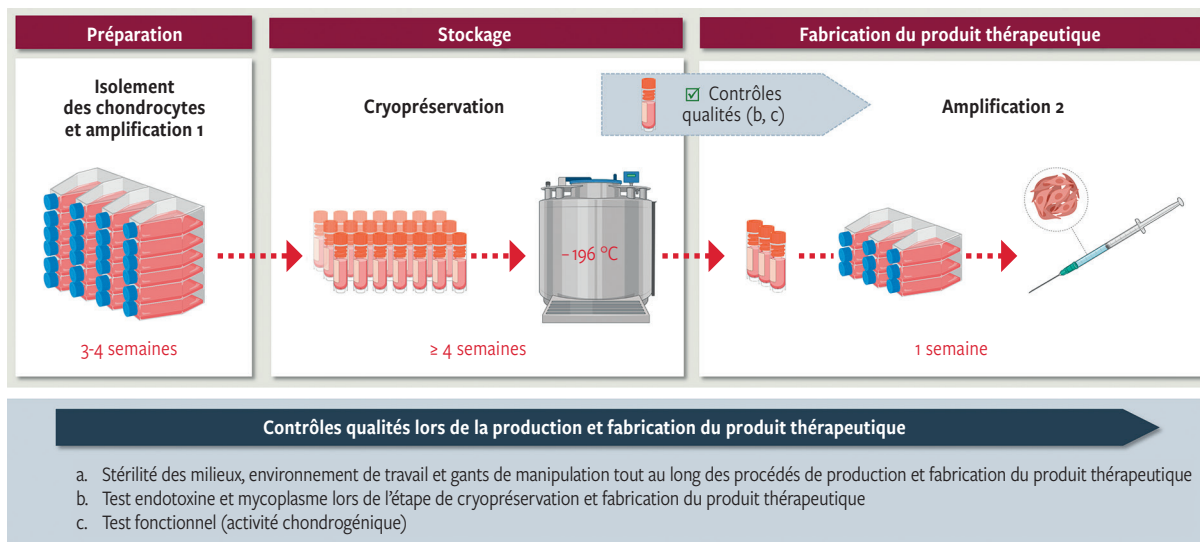 Préparation
Stockage
Fabrication du produit thérapeutique
Isolement
des chondrocytes
et amplification 1
Cryopréservation
☑ Contrôles
qualités (b, c)
Amplification 2
– 196 °C
3-4 semaines
≥ 4 semaines
1 semaine
Contrôles qualités lors de la production et fabrication du produit thérapeutique
a. Stérilité des milieux, environnement de travail et gants de manipulation tout au long des procédés de production et fabrication du produit thérapeutique
b. Test endotoxine et mycoplasme lors de l’étape de cryopréservation et fabrication du produit thérapeutique
c. Test fonctionnel (activité chondrogénique)